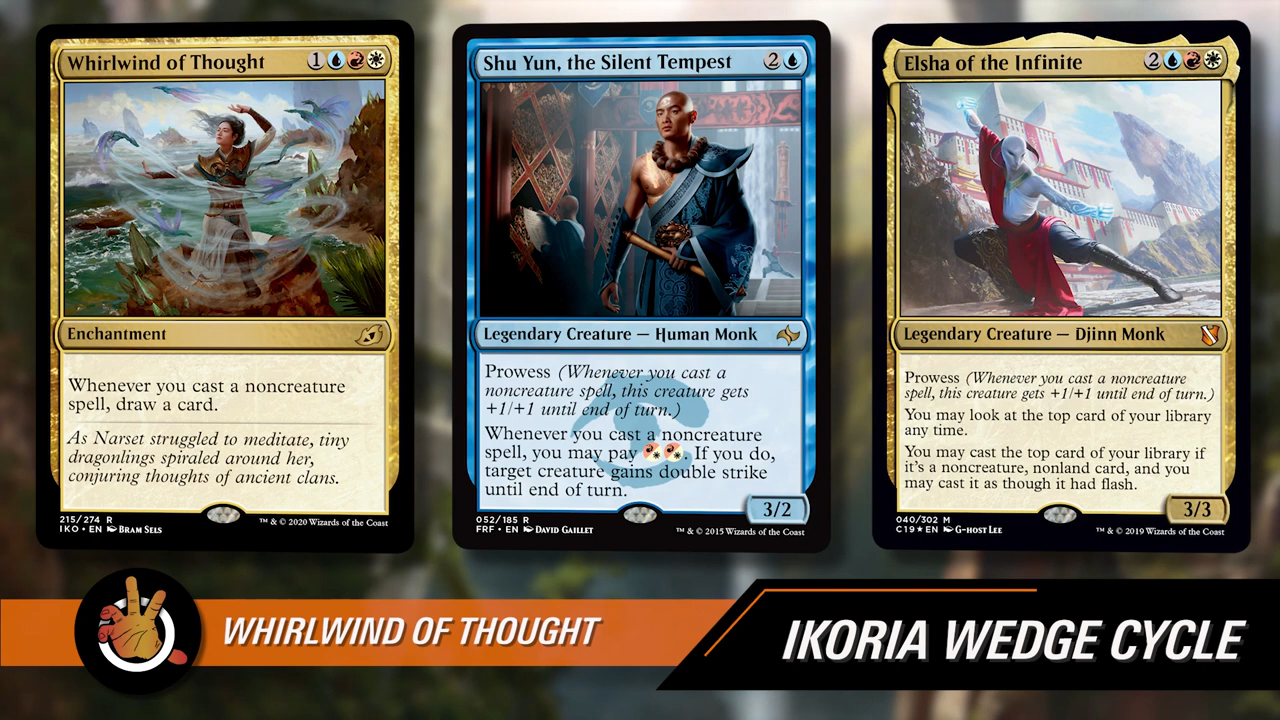 Whirlwind of Thought 1
Enchantment
Whenever you cast a noncreature
spell, draw a card.
As Narset struggled to meditate, tiny
dragonlings spiraled around her,
conjuring thoughts of ancient clans.
215/274 R
IKO • EN BRAM SELS
™ & © 2020 Wizards of the Coast
Shu Yun, the Silent Tempest 2
Legendary Creature — Human Monk
Prowess (Whenever you cast a
noncreature spell, this creature gets
+1/+1 until end of turn.)
Whenever you cast a noncreature
spell, you may pay . If you do,
target creature gains double strike
until end of turn.
3/2
052/185 R
FRF • EN DAVID GAILLET
™ & © 2015 Wizards of the Coast
Elsha of the Infinite 2
Legendary Creature — Djinn Monk
Prowess (Whenever you cast a noncreature
spell, this creature gets +1/+1 until end of turn.)
You may look at the top card of your library
any time.
You may cast the top card of your library if
it's a noncreature, nonland card, and you
may cast it as though it had flash.
3/3
040/302 M
C19 ★ EN G-HOST LEE
™ & © 2019 Wizards of the Coast
WHIRLWIND OF THOUGHT
IKORIA WEDGE CYCLE